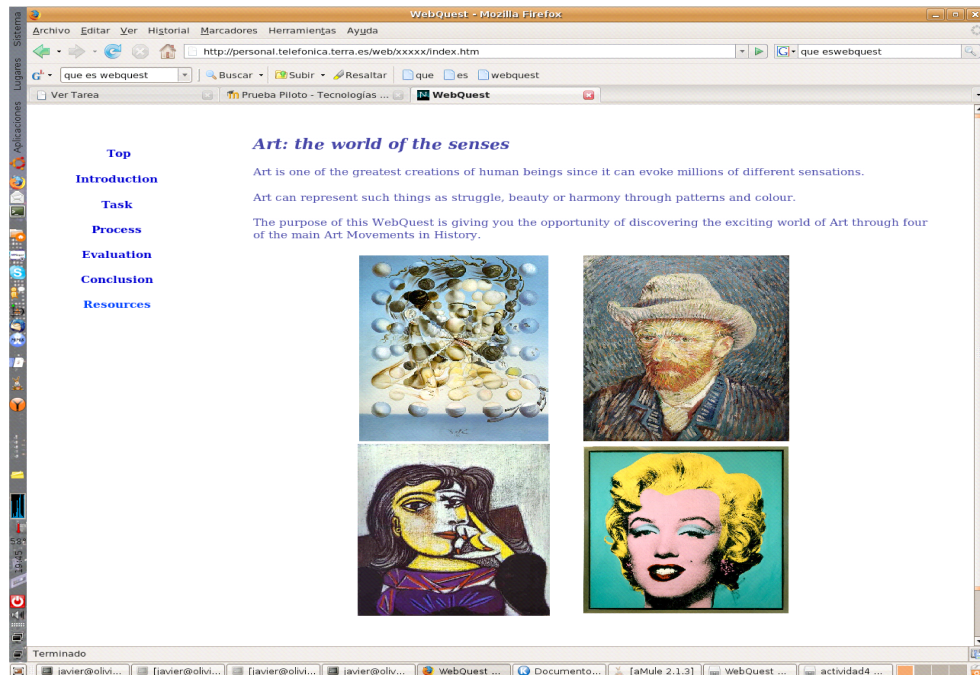 WebQuest - Mozilla Firefox
Sistema
Lugares
Aplicaciones
Archivo Editar Ver Historial Marcadores Herramientas Ayuda
http://personal.telefonica.terra.es/web/xxxxx/index.htm
que eswebquest
que es webquest
Buscar
Subir
Resaltar
que
es
webquest
Ver Tarea
Prueba Piloto - Tecnologías ...
WebQuest
Top
Introduction
Task
Process
Evaluation
Conclusion
Resources
Art: the world of the senses
Art is one of the greatest creations of human beings since it can evoke millions of different sensations.
Art can represent such things as struggle, beauty or harmony through patterns and colour.
The purpose of this WebQuest is giving you the opportunity of discovering the exciting world of Art through four
of the main Art Movements in History.
19:45
Terminado
javier@olivi...
[javier@olivi...
[javier@olivi...
javier@olivi...
WebQuest ...
Documento...
[aMule 2.1.3]
WebQuest ...
actividad4 ...